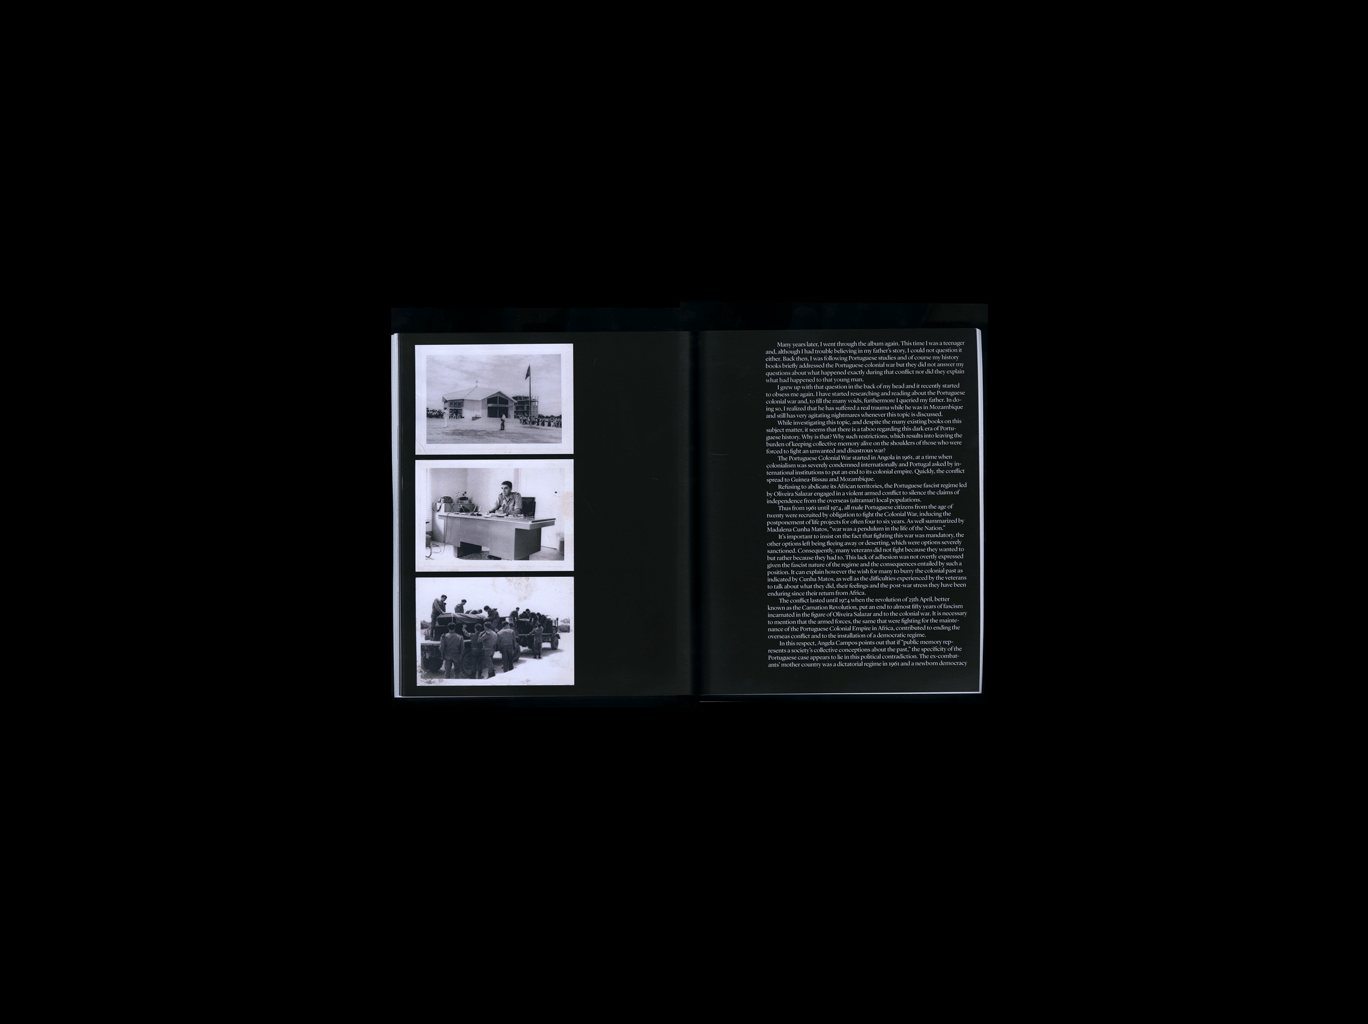 Many years later, I went through the album again. This time I was a teenager
and, although I had trouble believing in my father's story, I could not question it
either. Back then, I was following Portuguese studies and of course my history
books briefly addressed the Portuguese colonial war but they did not answer my
questions about what happened exactly during that conflict nor did they explain
what had happened to that young man.
I grew up with that question in the back of my head and it recently started
to obsess me again. I have started researching and reading about the Portuguese
colonial war and, to fill the many voids, furthermore I queried my father. In do-
ing so, I realized that he has suffered a real trauma while he was in Mozambique
and still has very agitating nightmares whenever this topic is discussed.
While investigating this topic, and despite the many existing books on this
subject matter, it seems that there is a taboo regarding this dark era of Portu-
guese history. Why is that? Why such restrictions, which results into leaving the
burden of keeping collective memory alive on the shoulders of those who were
forced to fight an unwanted and disastrous war?
The Portuguese Colonial War started in Angola in 1961, at a time when
colonialism was severely condemned internationally and Portugal asked by in-
ternational institutions to put an end to its colonial empire. Quickly, the conflict
spread to Guinea-Bissau and Mozambique.
Refusing to abdicate its African territories, the Portuguese fascist regime led
by Oliveira Salazar engaged in a violent armed conflict to silence the claims of
independence from the overseas (ultramar) local populations.
Thus from 1961 until 1974, all male Portuguese citizens from the age of
twenty were recruited by obligation to fight the Colonial War, inducing the
postponement of life projects for often four to six years. As well summarized by
Madalena Cunha Matos, "war was a pendulum in the life of the Nation."
It's important to insist on the fact that fighting this war was mandatory, the
other options left being fleeing away or deserting, which were options severely
sanctioned. Consequently, many veterans did not fight because they wanted to
but rather because they had to. This lack of adhesion was not overtly expressed
given the fascist nature of the regime and the consequences entailed by such a
position. It can explain however the wish for many to burry the colonial past as
indicated by Cunha Matos, as well as the difficulties experienced by the veterans
to talk about what they did, their feelings and the post-war stress they have been
enduring since their return from Africa.
The conflict lasted until 1974 when the revolution of 25th April, better
known as the Carnation Revolution, put an end to almost fifty years of fascism
incarnated in the figure of Oliveira Salazar and to the colonial war. It is necessary
to mention that the armed forces, the same that were fighting for the mainte-
nance of the Portuguese Colonial Empire in Africa, contributed to ending the
overseas conflict and to the installation of a democratic regime.
In this respect, Angela Campos points out that if "public memory rep-
resents a society's collective conceptions about the past," the specificity of the
Portuguese case appears to lie in this political contradiction. The ex-combat-
ants' mother country was a dictatorial regime in 1961 and a newborn democracy